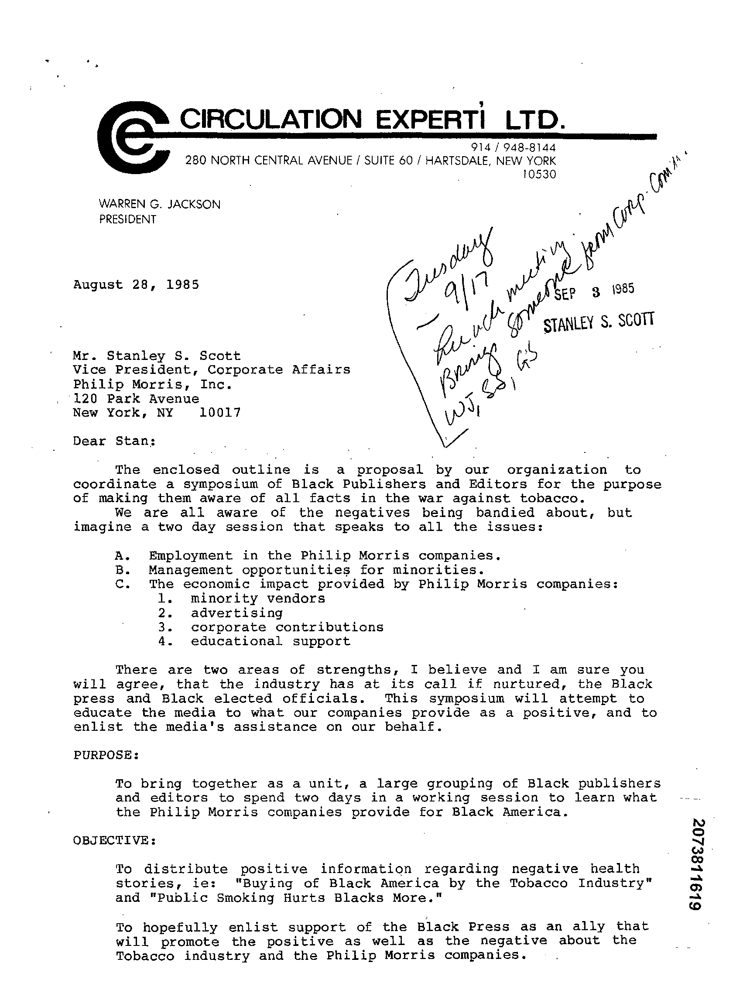 CIRCULATION EXPERTI LTD.
914 / 948-8144
280 NORTH CENTRAL AVENUE / SUITE 60 / HARTSDALE, NEW YORK
10530
WARREN G. JACKSON
PRESIDENT
Tuesday
9/17
lunch meeting
Bring someone from Corp. Comm.
WJ, SS, GS
August 28, 1985
SEP 3 1985
STANLEY S. SCOTT
Mr. Stanley S. Scott
Vice President, Corporate Affairs
Philip Morris, Inc.
120 Park Avenue
New York, NY 10017
Dear Stan:
The enclosed outline is a proposal by our organization to
coordinate a symposium of Black Publishers and Editors for the purpose
of making them aware of all facts in the war against tobacco.
We are all aware of the negatives being bandied about, but
imagine a two day session that speaks to all the issues:
A. Employment in the Philip Morris companies.
B. Management opportunities for minorities.
C. The economic impact provided by Philip Morris companies:
1. minority vendors
2. advertising
3. corporate contributions
4. educational support
There are two areas of strengths, I believe and I am sure you
will agree, that the industry has at its call if nurtured, the Black
press and Black elected officials. This symposium will attempt to
educate the media to what our companies provide as a positive, and to
enlist the media's assistance on our behalf.
PURPOSE:
To bring together as a unit, a large grouping of Black publishers
and editors to spend two days in a working session to learn what
the Philip Morris companies provide for Black America.
OBJECTIVE:
To distribute positive information regarding negative health
stories, ie: "Buying of Black America by the Tobacco Industry"
and "Public Smoking Hurts Blacks More."
To hopefully enlist support of the Black Press as an ally that
will promote the positive as well as the negative about the
Tobacco industry and the Philip Morris companies.
2073811619